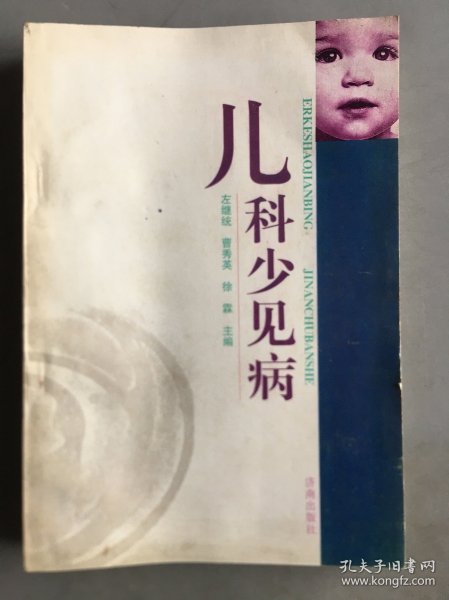 儿科少见病
左继统 曹秀英 徐霖 主编
ERKESHAOJIANBING JINANCHUBANSHE
济南出版社
孔夫子旧书网
www.kongfz.com